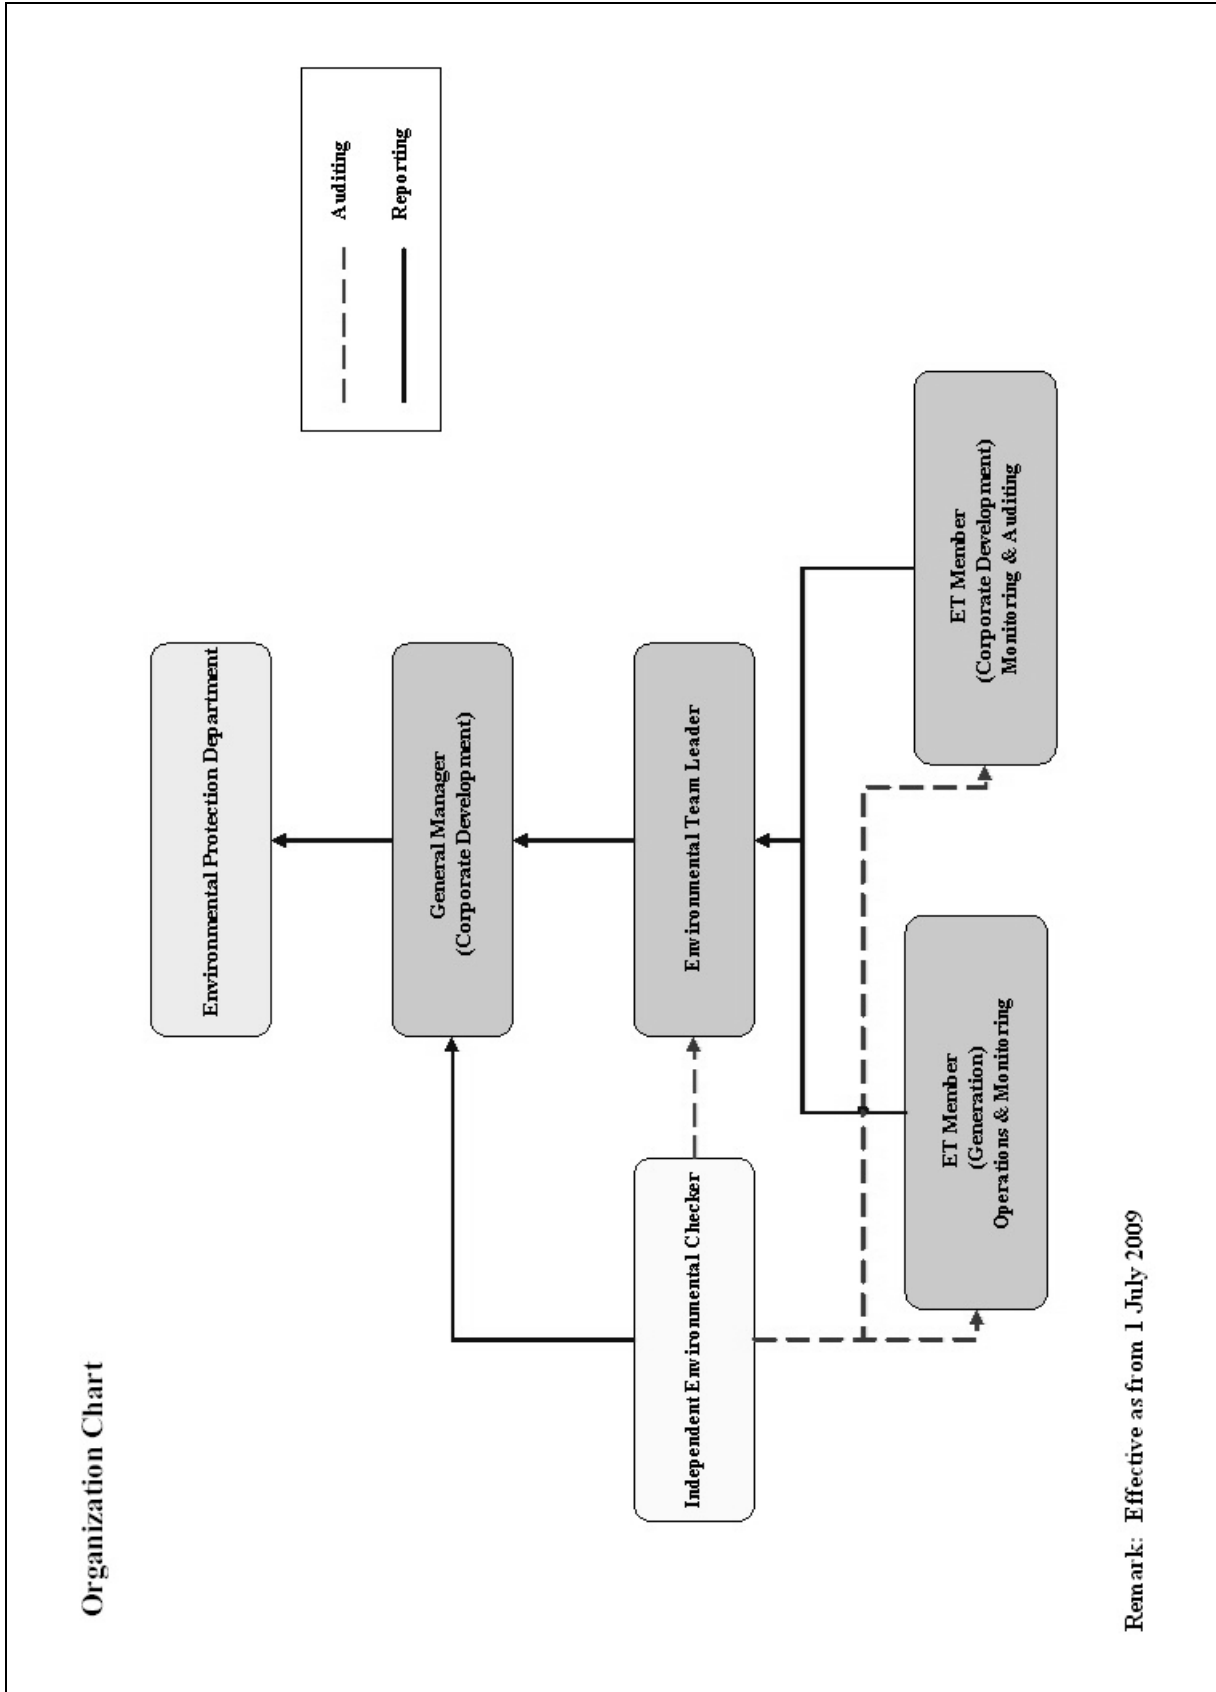 Organization Chart
Auditing
Reporting
Environmental Protection Department
General Manager
(Corporate Development)
Independent Environmental Checker
Environmental Team Leader
ET Member
(Generation)
Operations & Monitoring
ET Member
(Corporate Development)
Monitoring & Auditing
Remark: Effective as from 1 July 2009